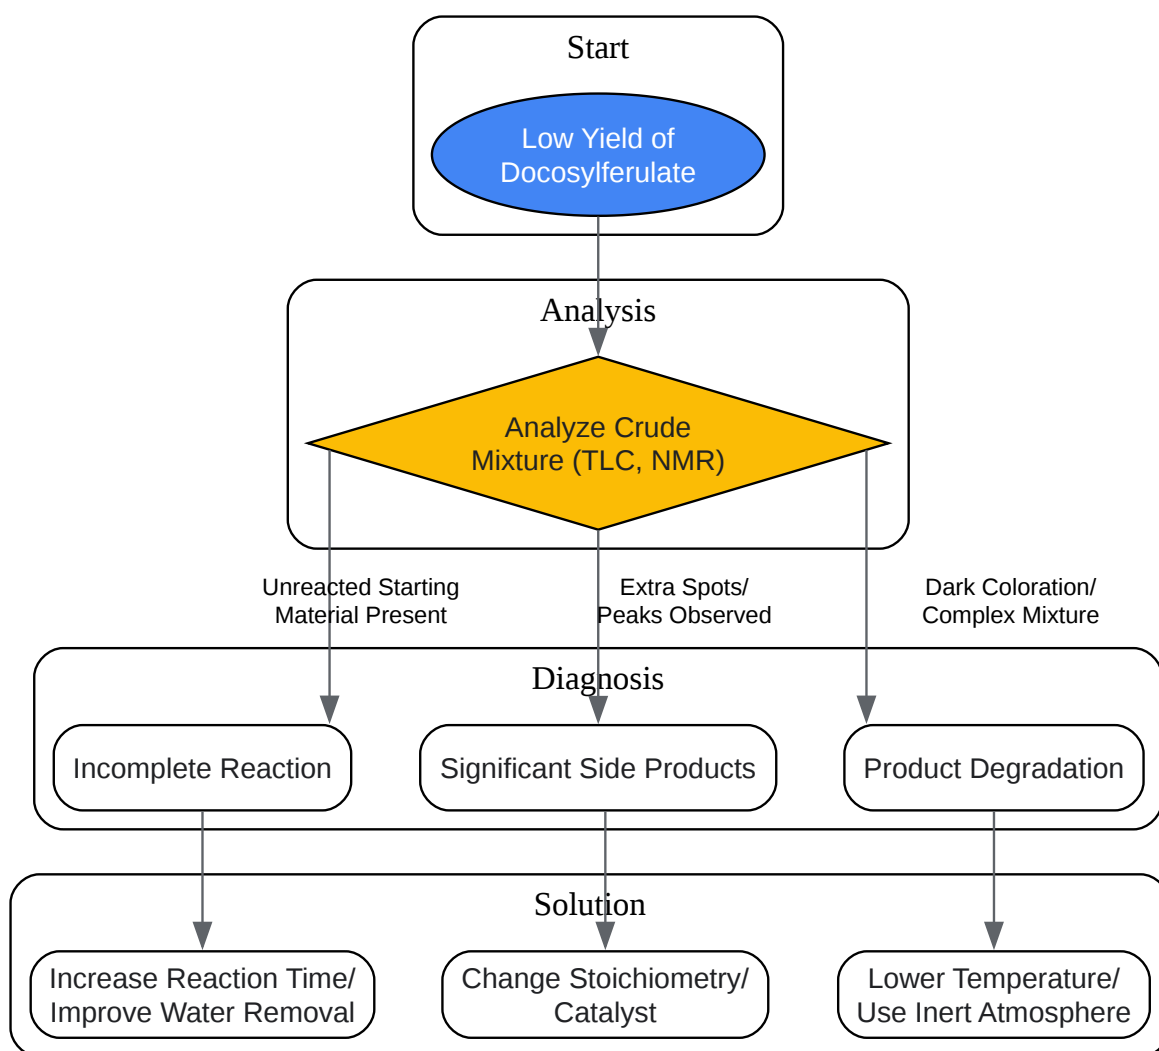 Start
Low Yield of
Docosylferulate
Analysis
Analyze Crude
Mixture (TLC, NMR)
Unreacted Starting
Material Present
Extra Spots/
Peaks Observed
Dark Coloration/
Complex Mixture
Diagnosis
Incomplete Reaction
Significant Side Products
Product Degradation
Solution
Increase Reaction Time/
Improve Water Removal
Change Stoichiometry/
Catalyst
Lower Temperature/
Use Inert Atmosphere